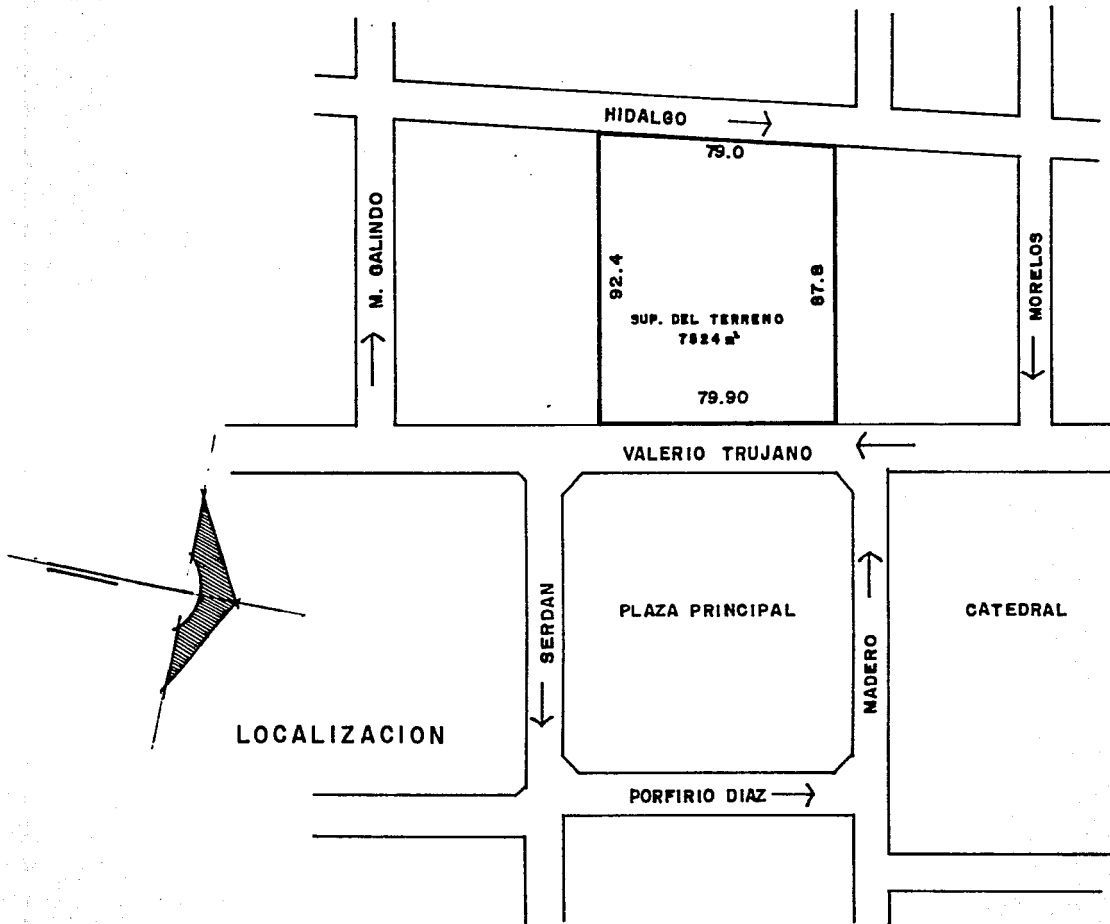 HIDALGO
79.0
M. GALINDO
92.4
87.8
MORELOS
SUP. DEL TERRENO
7824 m²
79.90
VALERIO TRUJANO
SERDAN
PLAZA PRINCIPAL
MADERO
CATEDRAL
LOCALIZACION
PORFIRIO DIAZ